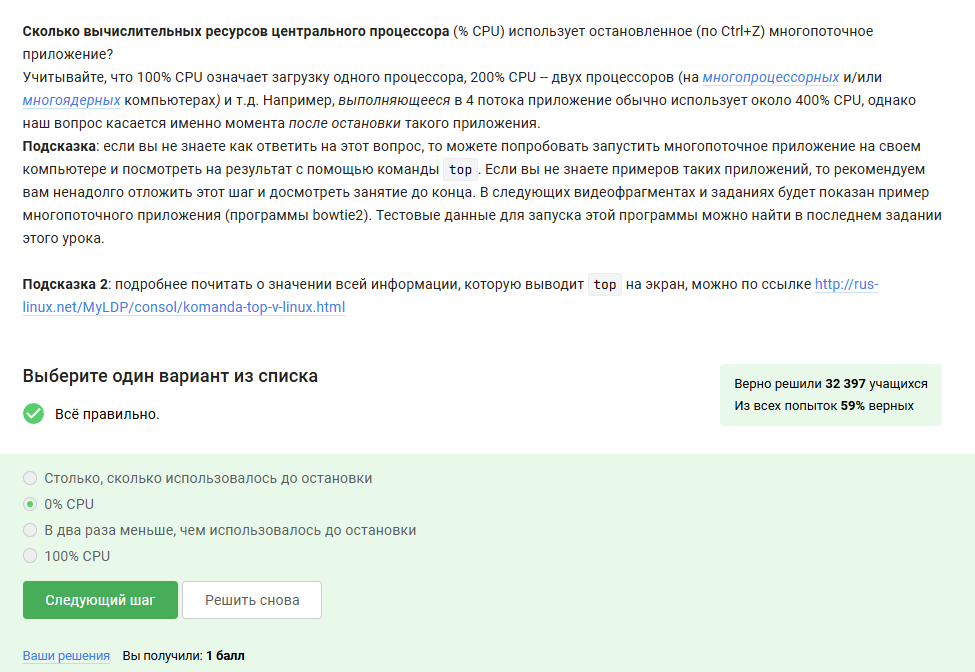 Сколько вычислительных ресурсов центрального процессора (% CPU) использует остановленное (по Ctrl+Z) многопоточное
приложение?
Учитывайте, что 100% CPU означает загрузку одного процессора, 200% CPU – двух процессоров (на многопроцессорных и/или
многоядерных компьютерах) и т.д. Например, выполняющееся в 4 потока приложение обычно использует около 400% CPU, однако
наш вопрос касается именно момента после остановки такого приложения.
Подсказка: если вы не знаете как ответить на этот вопрос, то можете попробовать запустить многопоточное приложение на своем
компьютере и посмотреть на результат с помощью команды top . Если вы не знаете примеров таких приложений, то рекомендуем
вам ненадолго отложить этот шаг и досмотреть занятие до конца. В следующих видеофрагментах и заданиях будет показан пример
многопоточного приложения (программы bowtie2). Тестовые данные для запуска этой программы можно найти в последнем задании
этого урока.
Подсказка 2: подробнее почитать о значении всей информации, которую выводит top на экран, можно по ссылке http://rus-
linux.net/MyLDP/consol/komanda-top-v-linux.html
Выберите один вариант из списка
Верно решили 32 397 учащихся
Из всех попыток 59% верных
Всё правильно.
Столько, сколько использовалось до остановки
0% CPU
В два раза меньше, чем использовалось до остановки
100% CPU
Следующий шаг Решить снова
Ваши решения Вы получили: 1 балл